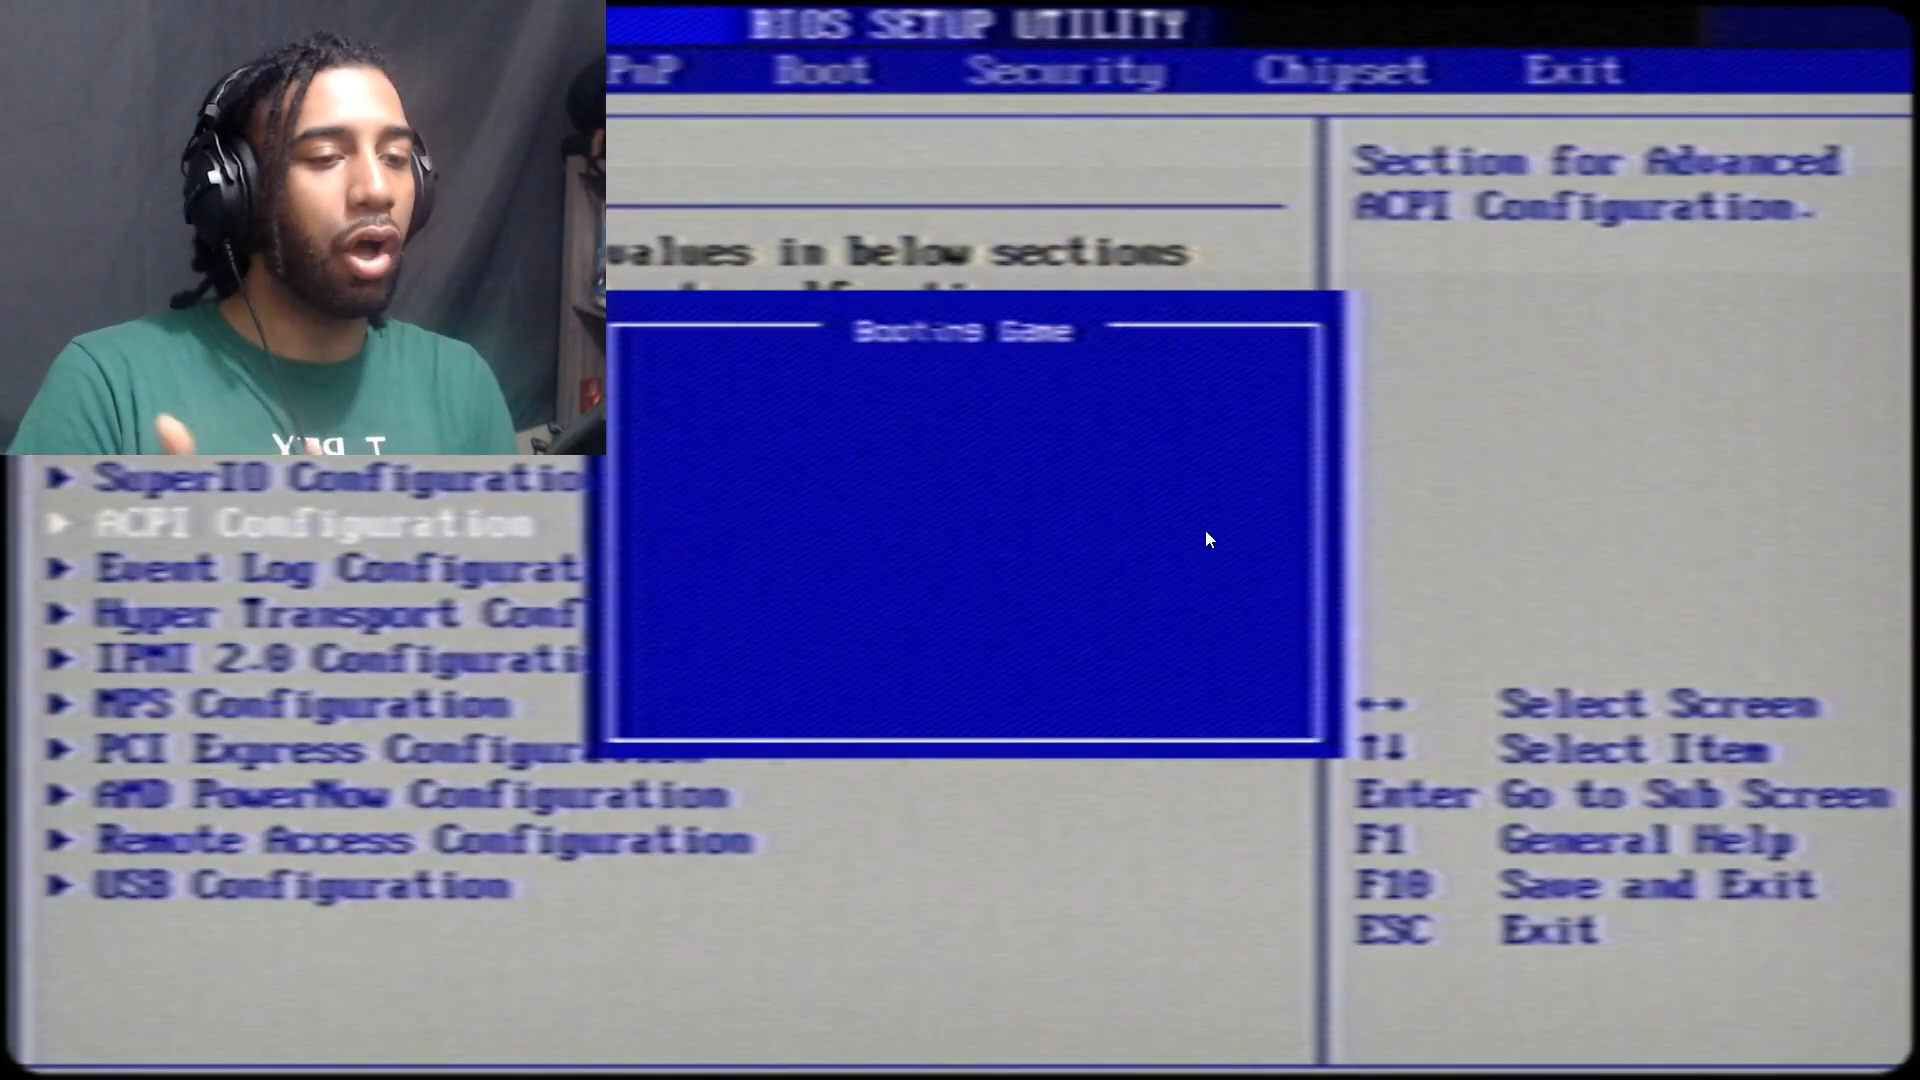 BIOS SETUP UTILITY
PnP Boot Security Chipset Exit
Section for Advanced
ACPI Configuration.
values in below sections
Booting Game
SuperIO Configuratio
ACPI Configuration
Event Log Configurat
Hyper Transport Conf
IPMI 2.0 Configurati
MPS Configuration
PCI Express Configur
AMD PowerNow Configuration
Remote Access Configuration
USB Configuration
←→ Select Screen
↑↓ Select Item
Enter Go to Sub Screen
F1 General Help
F10 Save and Exit
ESC Exit